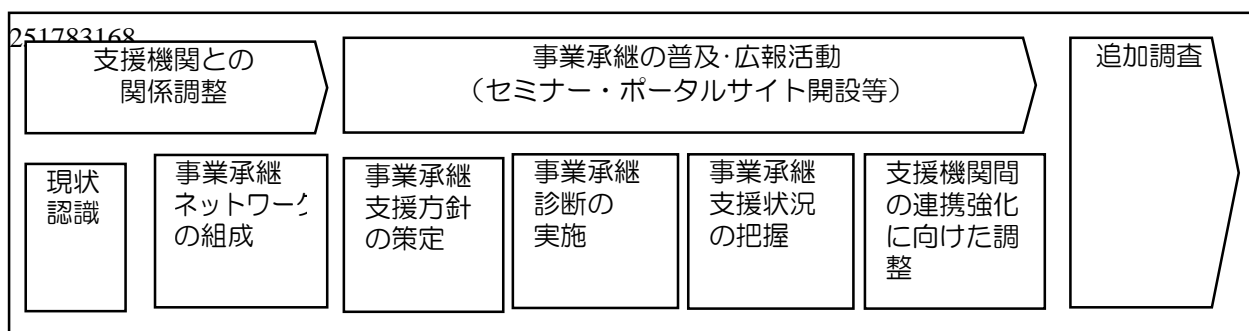 251783168
支援機関との
関係調整
事業承継の普及･広報活動
（セミナー・ポータルサイト開設等）
追加調査
現状
認識
事業承継
ネットワーク
の組成
事業承継
支援方針
の策定
事業承継
診断の
実施
事業承継
支援状況
の把握
支援機関間
の連携強化
に向けた調
整